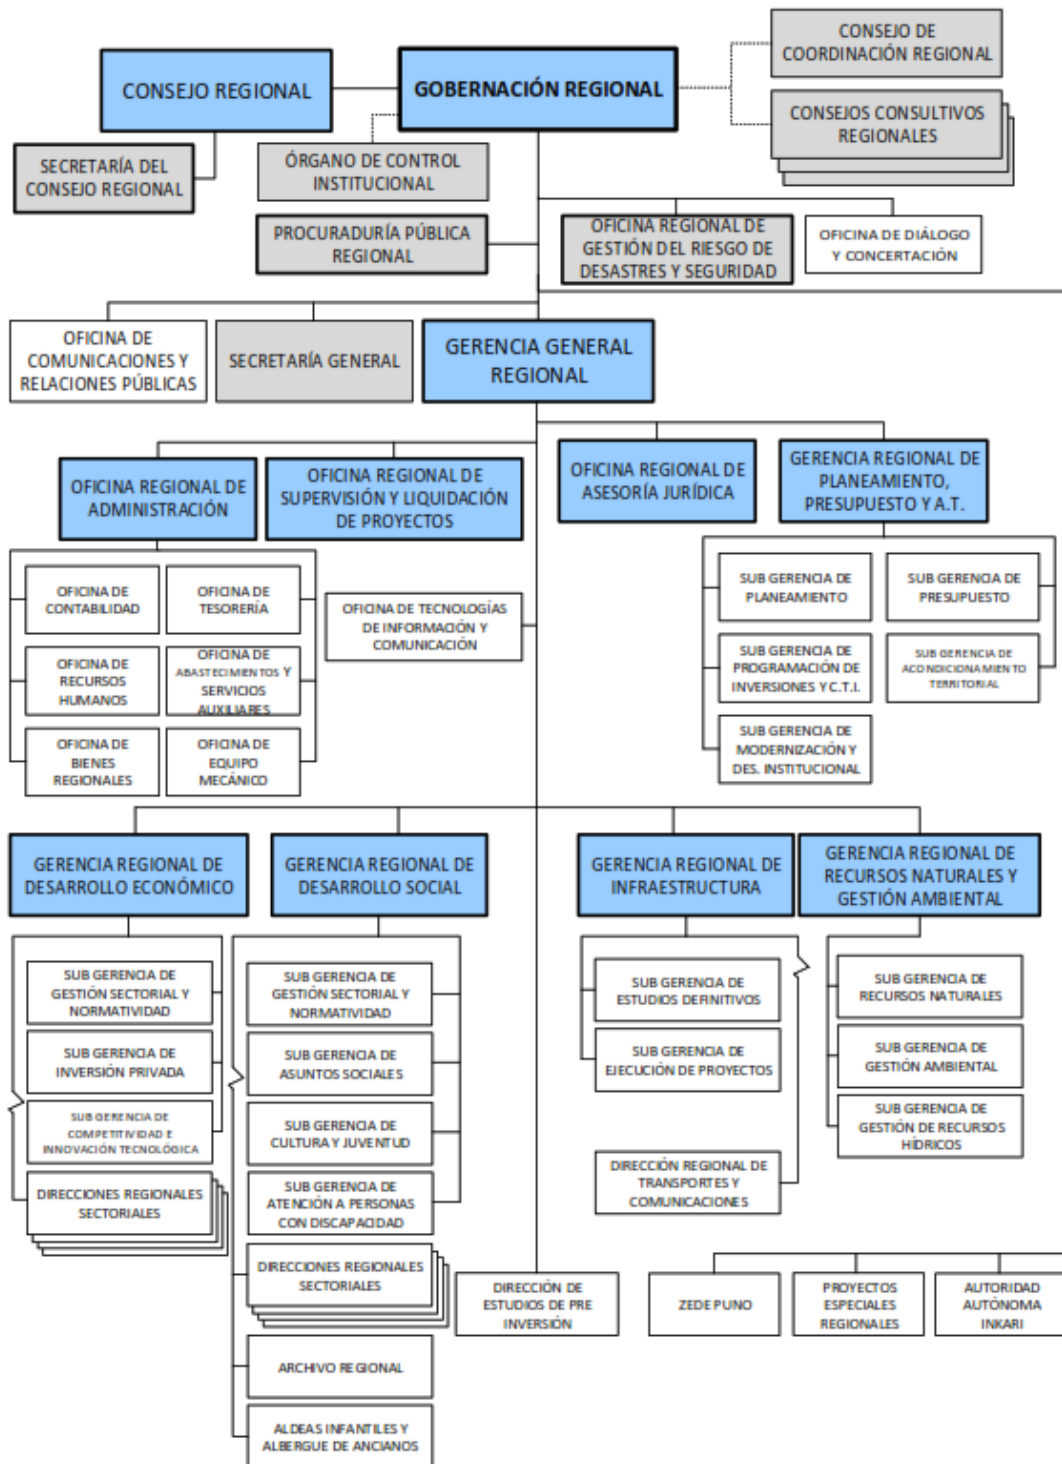 CONSEJO DE
COORDINACIÓN REGIONAL
CONSEJO REGIONAL
GOBERNACIÓN REGIONAL
CONSEJOS CONSULTIVOS
REGIONALES
SECRETARÍA DEL
CONSEJO REGIONAL
ÓRGANO DE CONTROL
INSTITUCIONAL
PROCURADURÍA PÚBLICA
REGIONAL
OFICINA REGIONAL DE
GESTIÓN DEL RIESGO DE
DESASTRES Y SEGURIDAD
OFICINA DE DIÁLOGO
Y CONCERTACIÓN
OFICINA DE
COMUNICACIONES Y
RELACIONES PÚBLICAS
SECRETARÍA GENERAL
GERENCIA GENERAL
REGIONAL
OFICINA REGIONAL DE
ADMINISTRACIÓN
OFICINA REGIONAL DE
SUPERVISIÓN Y LIQUIDACIÓN
DE PROYECTOS
OFICINA REGIONAL DE
ASESORÍA JURÍDICA
GERENCIA REGIONAL DE
PLANEAMIENTO,
PRESUPUESTO Y A.T.
OFICINA DE
CONTABILIDAD
OFICINA DE
TESORERÍA
OFICINA DE TECNOLOGÍAS
DE INFORMACIÓN Y
COMUNICACIÓN
SUB GERENCIA DE
PLANEAMIENTO
SUB GERENCIA DE
PRESUPUESTO
OFICINA DE
RECURSOS
HUMANOS
OFICINA DE
ABASTECIMIENTOS Y
SERVICIOS
AUXILIARES
SUB GERENCIA DE
PROGRAMACIÓN DE
INVERSIONES Y C.T.I.
SUB GERENCIA DE
ACONDICIONAMIENTO
TERRITORIAL
OFICINA DE
BIENES
REGIONALES
OFICINA DE
EQUIPO
MECÁNICO
SUB GERENCIA DE
MODERNIZACIÓN Y
DES. INSTITUCIONAL
GERENCIA REGIONAL DE
DESARROLLO ECONÓMICO
GERENCIA REGIONAL DE
DESARROLLO SOCIAL
GERENCIA REGIONAL DE
INFRAESTRUCTURA
GERENCIA REGIONAL DE
RECURSOS NATURALES Y
GESTIÓN AMBIENTAL
SUB GERENCIA DE
GESTIÓN SECTORIAL Y
NORMATIVIDAD
SUB GERENCIA DE
INVERSIÓN PRIVADA
SUB GERENCIA DE
COMPETITIVIDAD E
INNOVACIÓN TECNOLÓGICA
DIRECCIONES REGIONALES
SECTORIALES
SUB GERENCIA DE
GESTIÓN SECTORIAL Y
NORMATIVIDAD
SUB GERENCIA DE
ASUNTOS SOCIALES
SUB GERENCIA DE
CULTURA Y JUVENTUD
SUB GERENCIA DE
ATENCIÓN A PERSONAS
CON DISCAPACIDAD
DIRECCIONES REGIONALES
SECTORIALES
ARCHIVO REGIONAL
ALDEAS INFANTILES Y
ALBERGUE DE ANCIANOS
SUB GERENCIA DE
ESTUDIOS DEFINITIVOS
SUB GERENCIA DE
EJECUCIÓN DE PROYECTOS
DIRECCIÓN REGIONAL DE
TRANSPORTES Y
COMUNICACIONES
SUB GERENCIA DE
RECURSOS NATURALES
SUB GERENCIA DE
GESTIÓN AMBIENTAL
SUB GERENCIA DE
GESTIÓN DE RECURSOS
HÍDRICOS
DIRECCIÓN DE
ESTUDIOS DE PRE
INVERSIÓN
ZEDE PUNO
PROYECTOS
ESPECIALES
REGIONALES
AUTORIDAD
AUTÓNOMA
INKARI